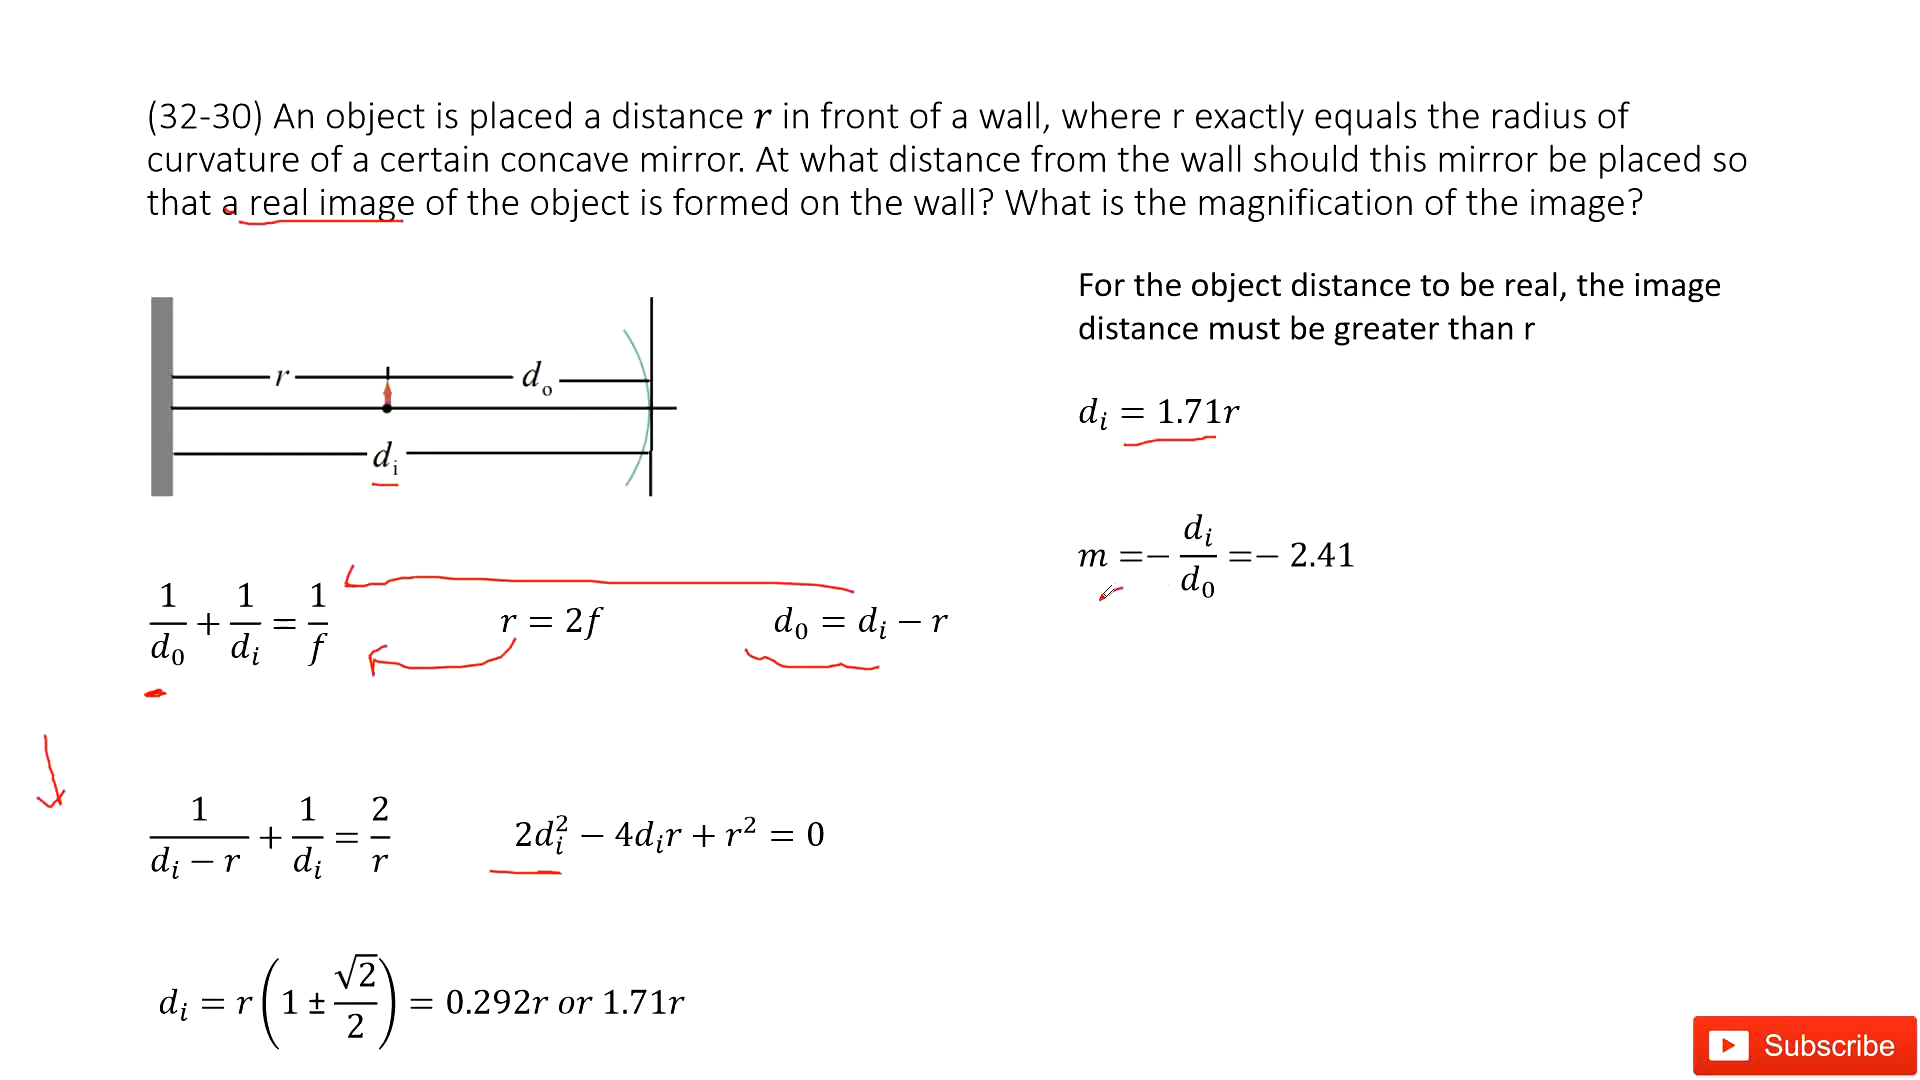 (32-30) An object is placed a distance r in front of a wall, where r exactly equals the radius of
curvature of a certain concave mirror. At what distance from the wall should this mirror be placed so
that a real image of the object is formed on the wall? What is the magnification of the image?
For the object distance to be real, the image
distance must be greater than r
r
dₒ
dᵢ
dᵢ = 1.71r
m =− dᵢ/d₀ =− 2.41
1/d₀ + 1/dᵢ = 1/f
r = 2f
d₀ = dᵢ − r
1/(dᵢ − r) + 1/dᵢ = 2/r
2dᵢ² − 4dᵢr + r² = 0
dᵢ = r(1 ± √2/2) = 0.292r or 1.71r
Subscribe